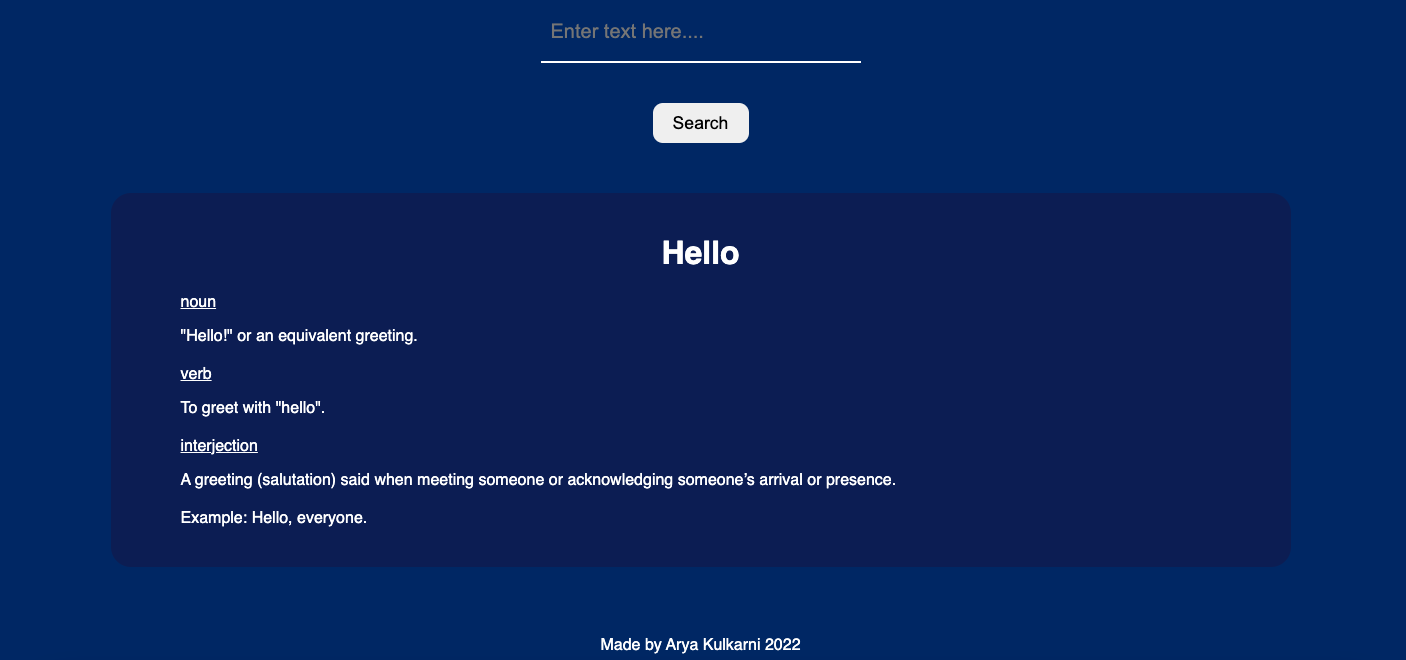 Enter text here....
Search
Hello
noun
"Hello!" or an equivalent greeting.
verb
To greet with "hello".
interjection
A greeting (salutation) said when meeting someone or acknowledging someone’s arrival or presence.
Example: Hello, everyone.
Made by Arya Kulkarni 2022